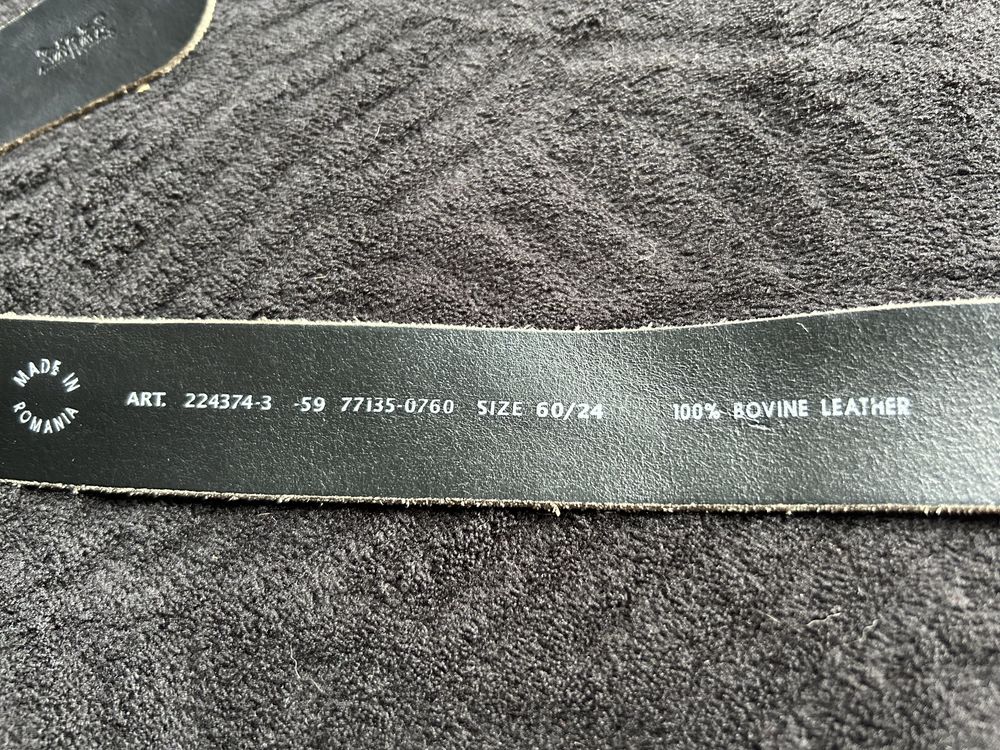 MADE IN
ROMANIA
ART. 224374-3 -59 77135-0760 SIZE 60/24 100% BOVINE LEATHER